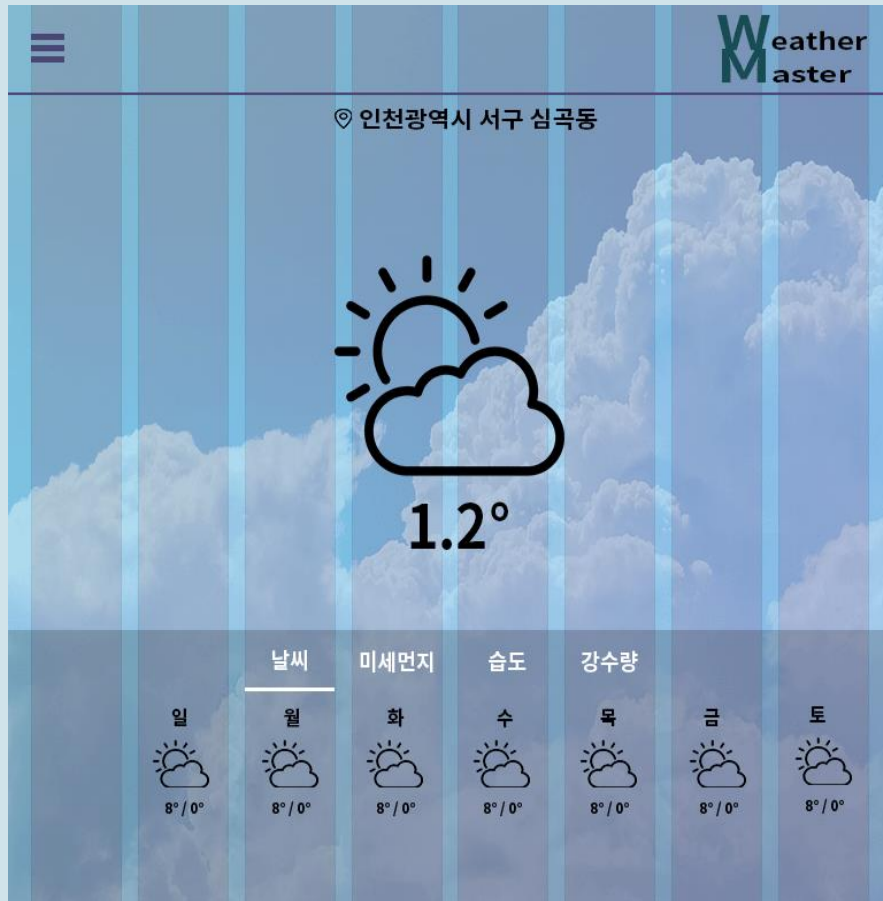 Weather
Master
인천광역시 서구 심곡동
1.2°
날씨 미세먼지 습도 강수량
일 월 화 수 목 금 토
8°/0° 8°/0° 8°/0° 8°/0° 8°/0° 8°/0° 8°/0°